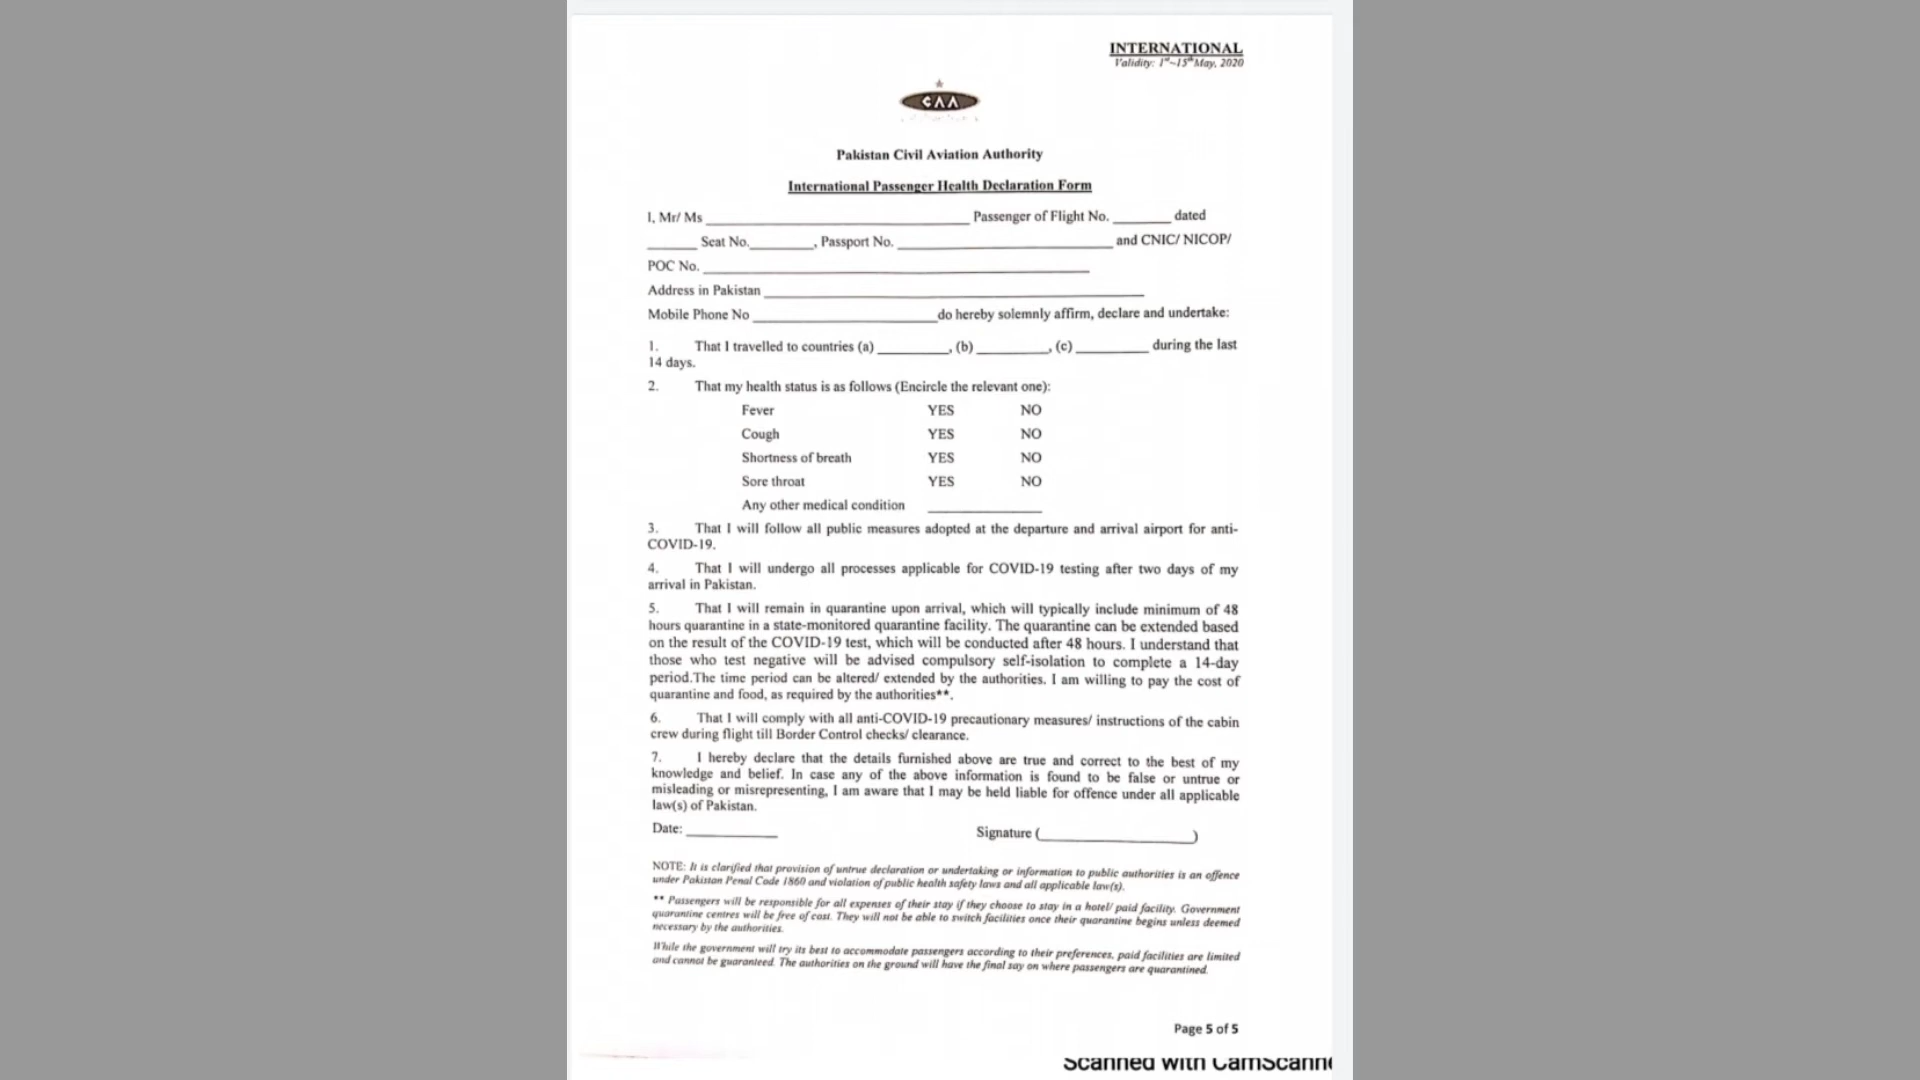 INTERNATIONAL
Validity: 1st–15th May, 2020
CAA
Pakistan Civil Aviation Authority
International Passenger Health Declaration Form
I, Mr/ Ms ____________________ Passenger of Flight No. _______ dated
______ Seat No.________, Passport No. ____________________ and CNIC/ NICOP/
POC No. ____________________
Address in Pakistan ____________________
Mobile Phone No ____________________do hereby solemnly affirm, declare and undertake:
1. That I travelled to countries (a) _________, (b) _________, (c) _________ during the last
14 days.
2. That my health status is as follows (Encircle the relevant one):
Fever YES NO
Cough YES NO
Shortness of breath YES NO
Sore throat YES NO
Any other medical condition ______________
3. That I will follow all public measures adopted at the departure and arrival airport for anti-
COVID-19.
4. That I will undergo all processes applicable for COVID-19 testing after two days of my
arrival in Pakistan.
5. That I will remain in quarantine upon arrival, which will typically include minimum of 48
hours quarantine in a state-monitored quarantine facility. The quarantine can be extended based
on the result of the COVID-19 test, which will be conducted after 48 hours. I understand that
those who test negative will be advised compulsory self-isolation to complete a 14-day
period.The time period can be altered/ extended by the authorities. I am willing to pay the cost of
quarantine and food, as required by the authorities**.
6. That I will comply with all anti-COVID-19 precautionary measures/ instructions of the cabin
crew during flight till Border Control checks/ clearance.
7. I hereby declare that the details furnished above are true and correct to the best of my
knowledge and belief. In case any of the above information is found to be false or untrue or
misleading or misrepresenting, I am aware that I may be held liable for offence under all applicable
law(s) of Pakistan.
Date: ___________ Signature (____________________)
NOTE: It is clarified that provision of untrue declaration or undertaking or information to public authorities is an offence
under Pakistan Penal Code 1860 and violation of public health safety laws and all applicable law(s).
** Passengers will be responsible for all expenses of their stay if they choose to stay in a hotel/ paid facility. Government
quarantine centres will be free of cost. They will not be able to switch facilities once their quarantine begins unless deemed
necessary by the authorities.
While the government will try its best to accommodate passengers according to their preferences, paid facilities are limited
and cannot be guaranteed. The authorities on the ground will have the final say on where passengers are quarantined.
Page 5 of 5
Scanned with CamScanne